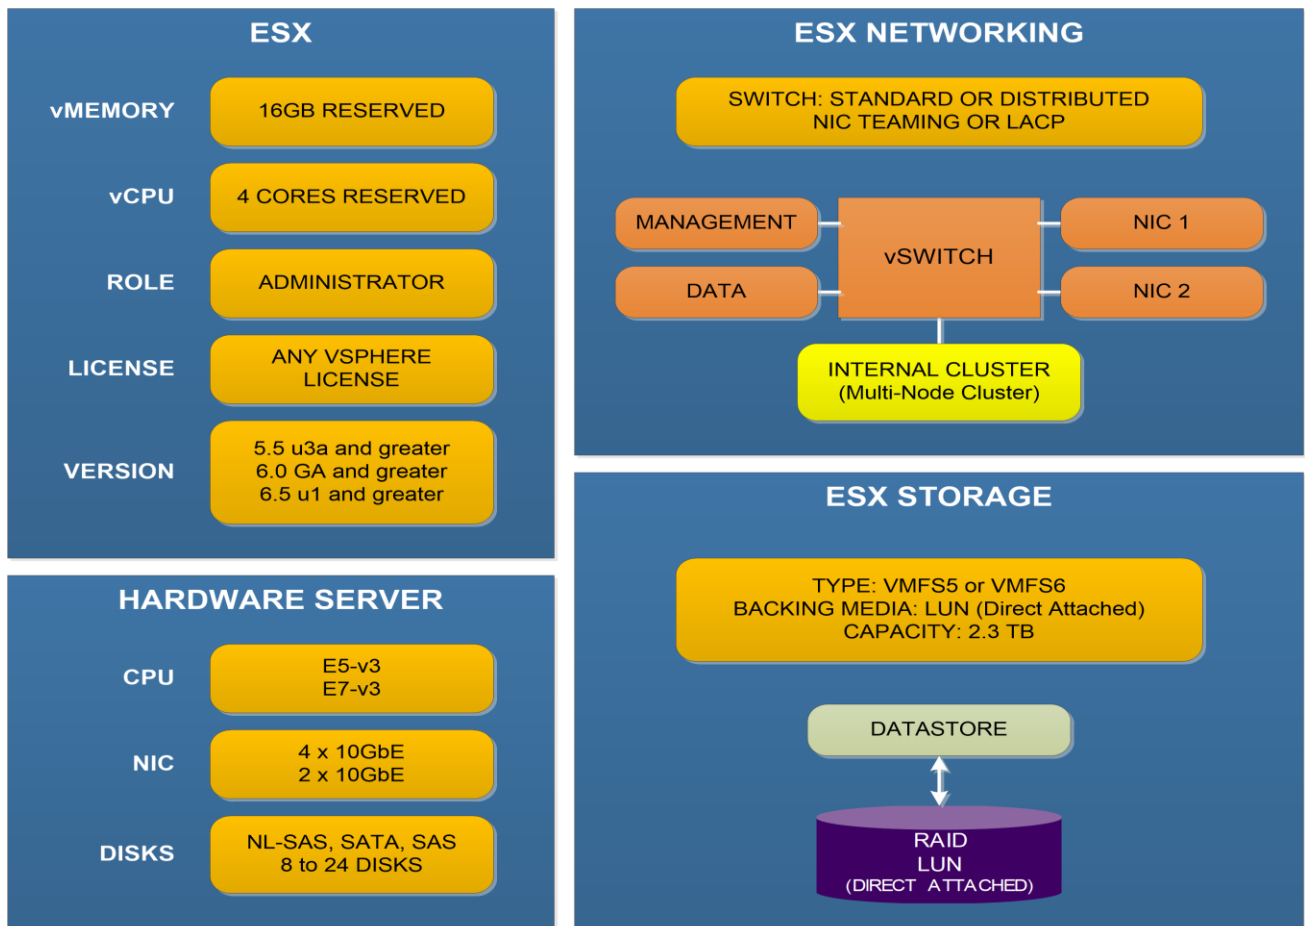 ESX
vMEMORY
16GB RESERVED
vCPU
4 CORES RESERVED
ROLE
ADMINISTRATOR
LICENSE
ANY VSPHERE
LICENSE
VERSION
5.5 u3a and greater
6.0 GA and greater
6.5 u1 and greater
HARDWARE SERVER
CPU
E5-v3
E7-v3
NIC
4 x 10GbE
2 x 10GbE
DISKS
NL-SAS, SATA, SAS
8 to 24 DISKS
ESX NETWORKING
SWITCH: STANDARD OR DISTRIBUTED
NIC TEAMING OR LACP
MANAGEMENT
DATA
vSWITCH
NIC 1
NIC 2
INTERNAL CLUSTER
(Multi-Node Cluster)
ESX STORAGE
TYPE: VMFS5 or VMFS6
BACKING MEDIA: LUN (Direct Attached)
CAPACITY: 2.3 TB
DATASTORE
RAID
LUN
(DIRECT ATTACHED)